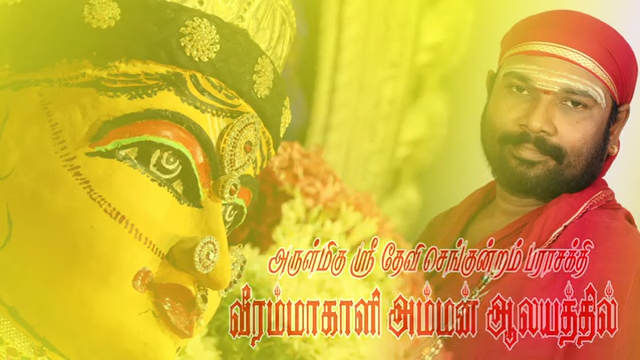 அருள்மிகு ஸ்ரீ தேவி செங்குன்றம் பராசக்தி
வீரம்மாகாளி அம்மன் ஆலயத்தில்